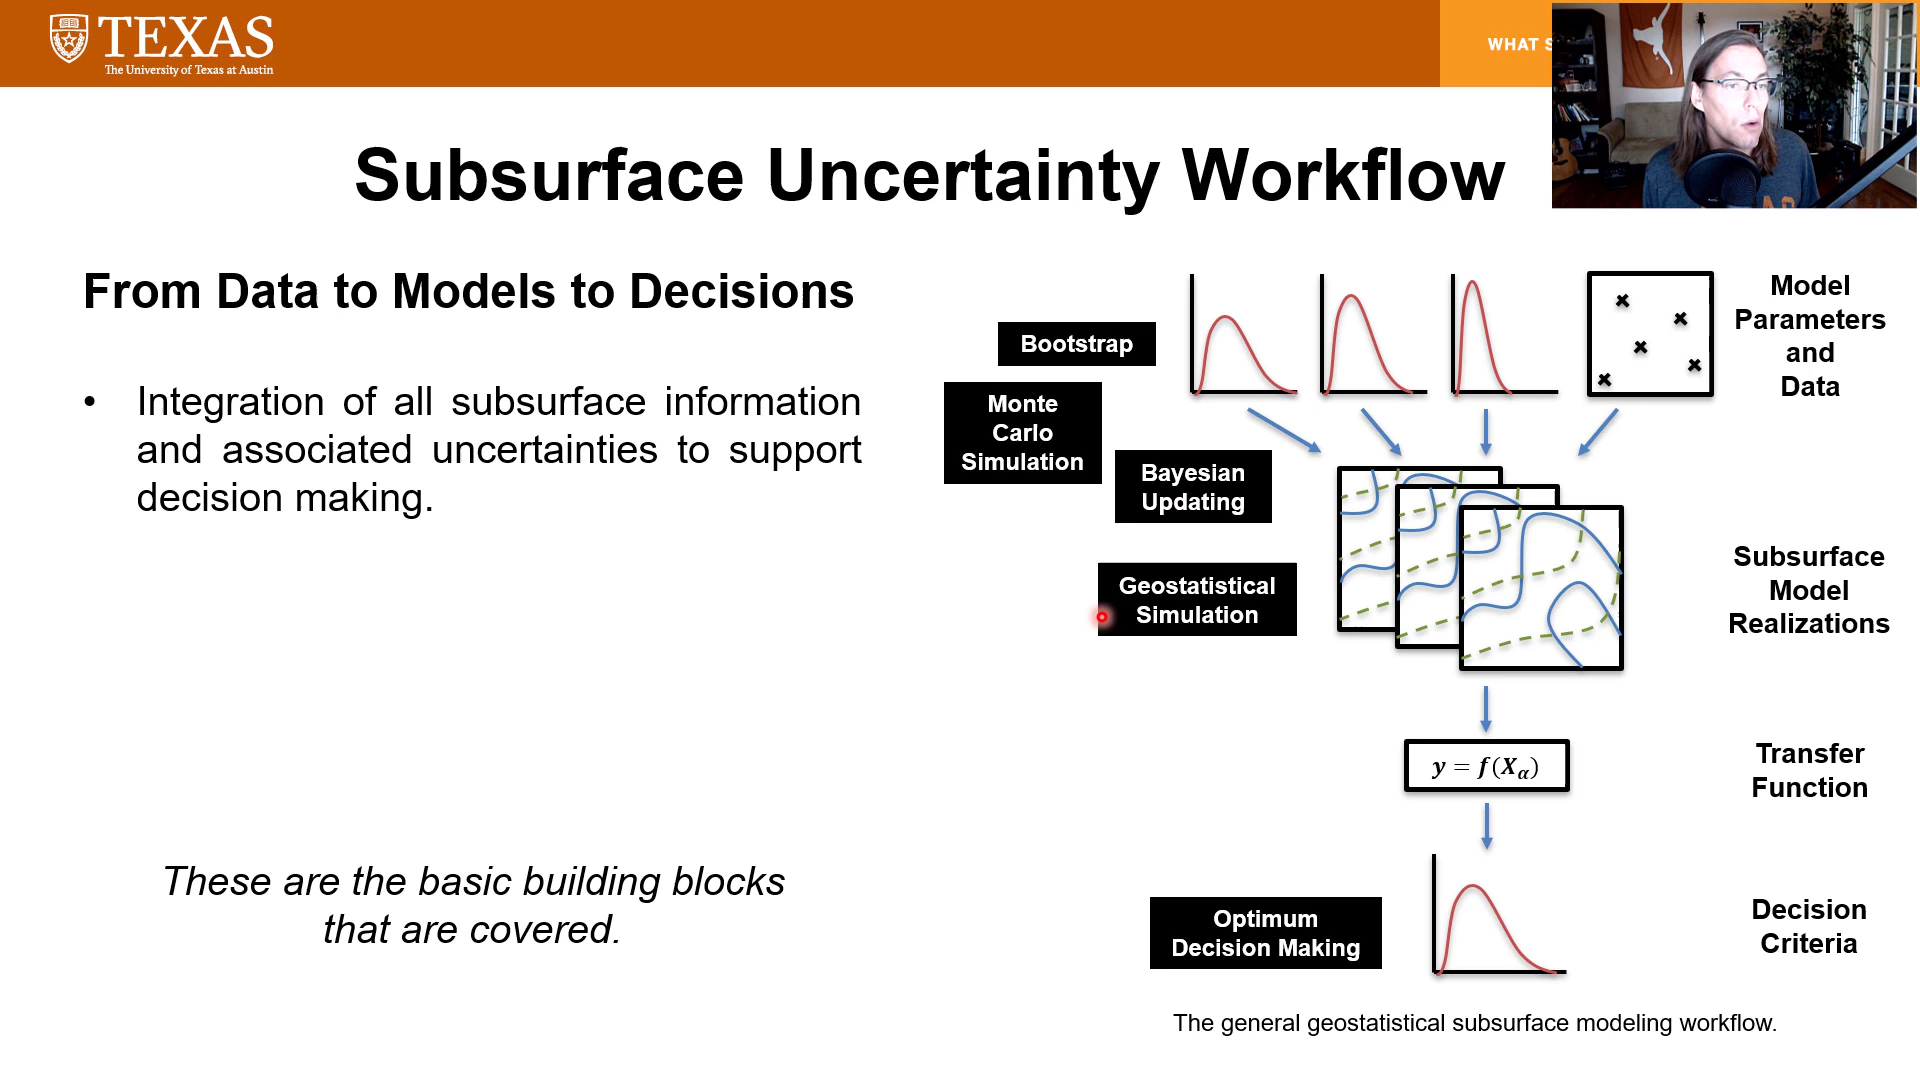 TEXAS
The University of Texas at Austin
WHAT
Subsurface Uncertainty Workflow
From Data to Models to Decisions
• Integration of all subsurface information
and associated uncertainties to support
decision making.
These are the basic building blocks
that are covered.
Bootstrap
Monte
Carlo
Simulation
Bayesian
Updating
Geostatistical
Simulation
Optimum
Decision Making
Model
Parameters
and
Data
Subsurface
Model
Realizations
y = f(Xα)
Transfer
Function
Decision
Criteria
The general geostatistical subsurface modeling workflow.